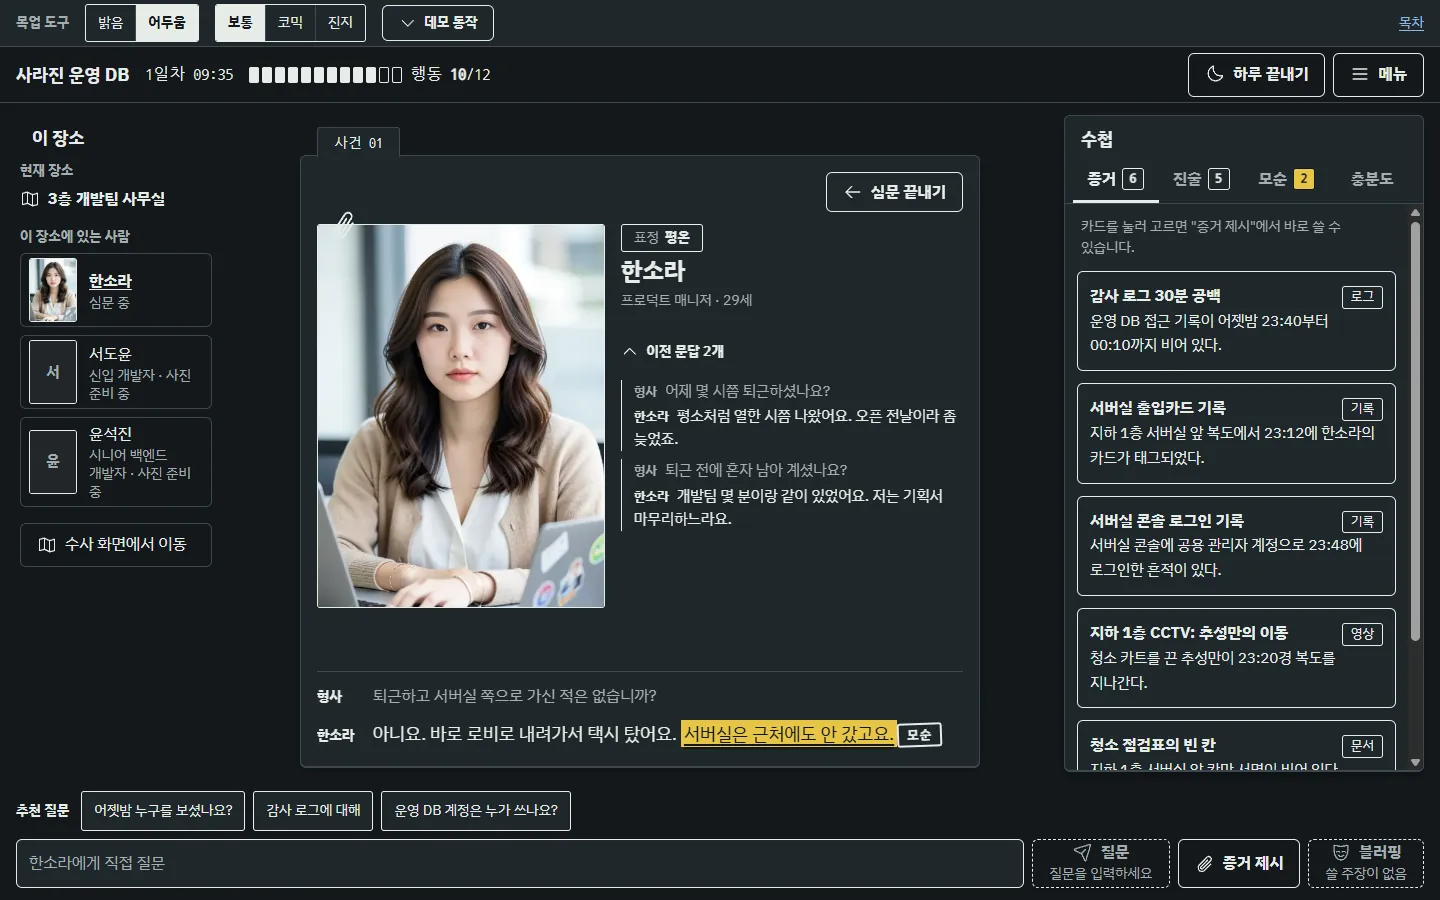 목업 도구 밝음 어두움 보통 코믹 진지 데모 동작 목차
사라진 운영 DB 1일차 09:35 행동 10/12 하루 끝내기 메뉴
이 장소
현재 장소
3층 개발팀 사무실
이 장소에 있는 사람
한소라
심문 중
서
서도윤
신입 개발자 · 사진
준비 중
윤
윤석진
시니어 백엔드
개발자 · 사진 준비
중
수사 화면에서 이동
사건 01
심문 끝내기
표정 평온
한소라
프로덕트 매니저 · 29세
이전 문답 2개
형사 어제 몇 시쯤 퇴근하셨나요?
한소라 평소처럼 열한 시쯤 나왔어요. 오픈 전날이라 좀
늦었죠.
형사 퇴근 전에 혼자 남아 계셨나요?
한소라 개발팀 몇 분이랑 같이 있었어요. 저는 기획서
마무리하느라요.
형사 퇴근하고 서버실 쪽으로 가신 적은 없습니까?
한소라 아니요. 바로 로비로 내려가서 택시 탔어요. 서버실은 근처에도 안 갔고요. 모순
수첩
증거 6 진술 5 모순 2 충분도
카드를 눌러 고르면 "증거 제시"에서 바로 쓸 수
있습니다.
감사 로그 30분 공백 로그
운영 DB 접근 기록이 어젯밤 23:40부터
00:10까지 비어 있다.
서버실 출입카드 기록 기록
지하 1층 서버실 앞 복도에서 23:12에 한소라의
카드가 태그되었다.
서버실 콘솔 로그인 기록 기록
서버실 콘솔에 공용 관리자 계정으로 23:48에
로그인한 흔적이 있다.
지하 1층 CCTV: 추성만의 이동 영상
청소 카트를 끈 추성만이 23:20경 복도를
지나간다.
청소 점검표의 빈 칸 문서
지하 1층 서버실 앞 칸만 서명이 비어 있다
추천 질문 어젯밤 누구를 보셨나요? 감사 로그에 대해 운영 DB 계정은 누가 쓰나요?
한소라에게 직접 질문
질문
질문을 입력하세요
증거 제시
블러핑
쓸 주장이 없음